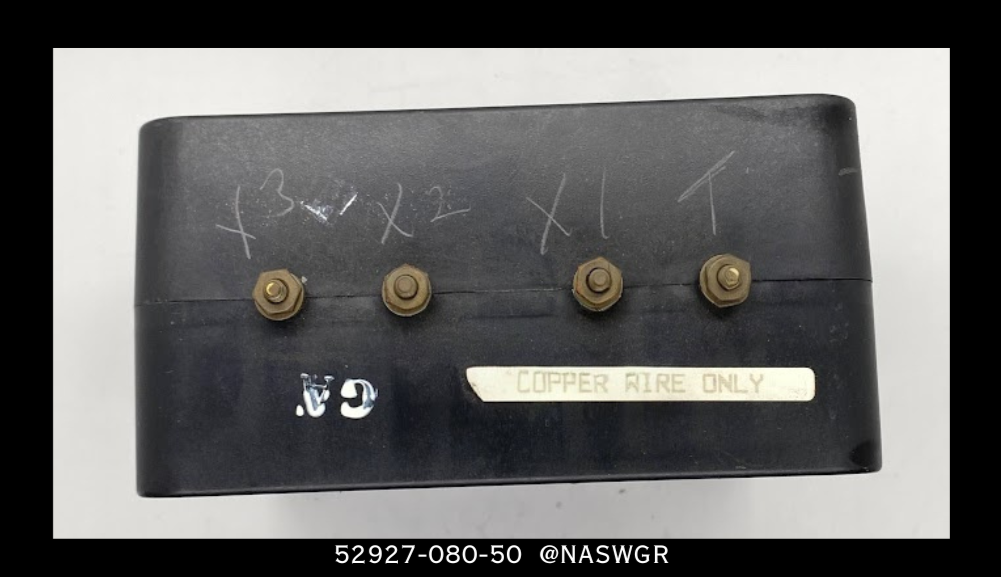 X3 X2 X1 T
COPPER WIRE ONLY
52927-080-50 @NASWGR